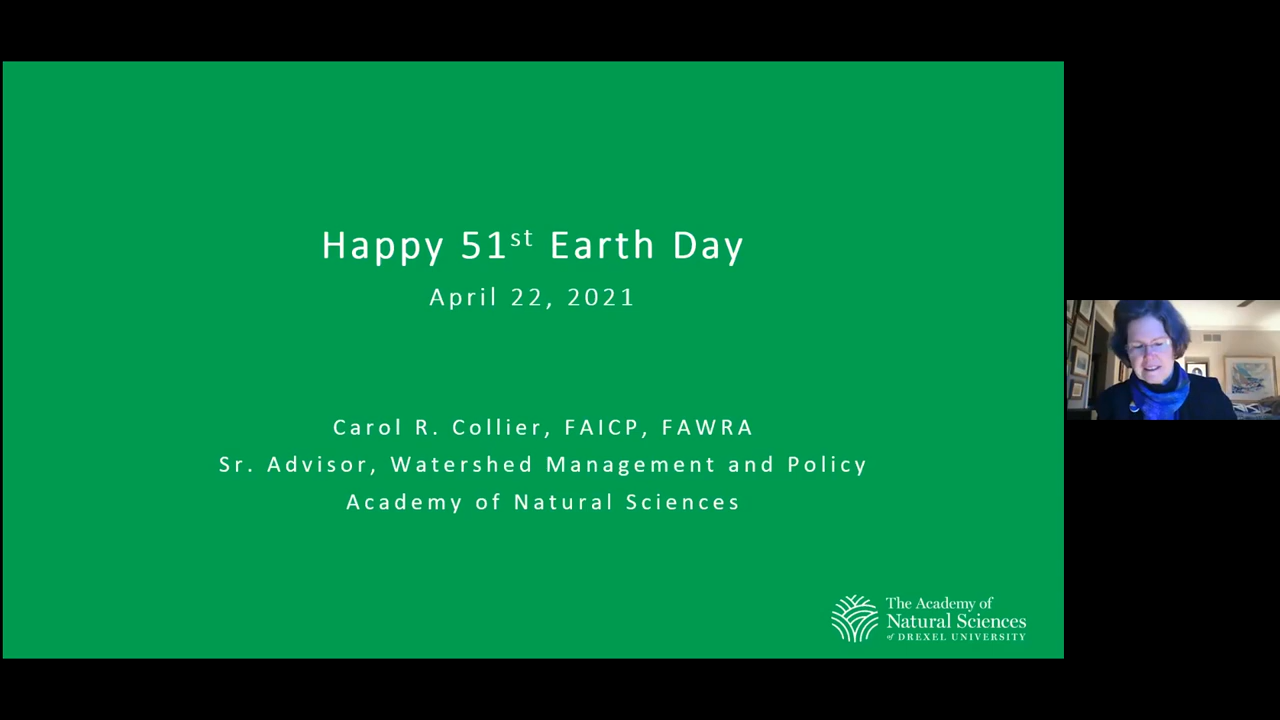 Happy 51st Earth Day
April 22, 2021
Carol R. Collier, FAICP, FAWRA
Sr. Advisor, Watershed Management and Policy
Academy of Natural Sciences
The Academy of
Natural Sciences
of DREXEL UNIVERSITY